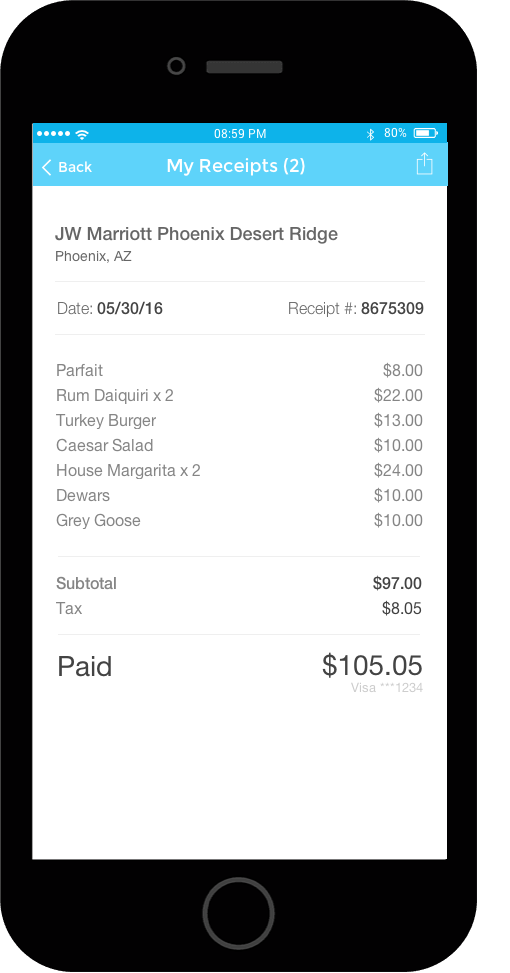 08:59 PM 80%
Back My Receipts (2)
JW Marriott Phoenix Desert Ridge
Phoenix, AZ
Date: 05/30/16 Receipt #: 8675309
Parfait $8.00
Rum Daiquiri x 2 $22.00
Turkey Burger $13.00
Caesar Salad $10.00
House Margarita x 2 $24.00
Dewars $10.00
Grey Goose $10.00
Subtotal $97.00
Tax $8.05
Paid $105.05
Visa ***1234